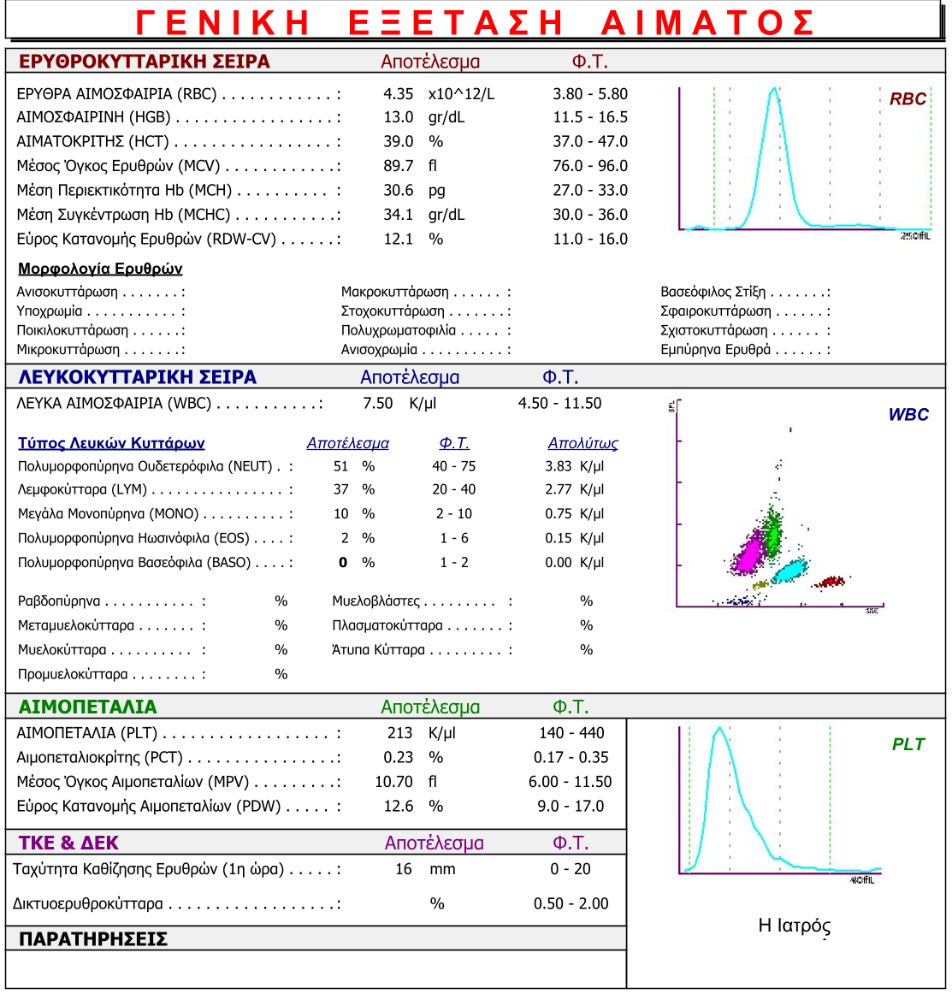 ΓΕΝΙΚΗ ΕΞΕΤΑΣΗ ΑΙΜΑΤΟΣ
ΕΡΥΘΡΟΚΥΤΤΑΡΙΚΗ ΣΕΙΡΑ Αποτέλεσμα Φ.Τ.
ΕΡΥΘΡΑ ΑΙΜΟΣΦΑΙΡΙΑ (RBC) . . . . . . . . . . . . . : 4.35 x10^12/L 3.80 - 5.80
RBC
ΑΙΜΟΣΦΑΙΡΙΝΗ (HGB) . . . . . . . . . . . . . . . . . . : 13.0 gr/dL 11.5 - 16.5
ΑΙΜΑΤΟΚΡΙΤΗΣ (HCT) . . . . . . . . . . . . . . . . . . : 39.0 % 37.0 - 47.0
Μέσος Όγκος Ερυθρών (MCV) . . . . . . . . . . . . : 89.7 fl 76.0 - 96.0
Μέση Περιεκτικότητα Hb (MCH) . . . . . . . . . . : 30.6 pg 27.0 - 33.0
Μέση Συγκέντρωση Hb (MCHC) . . . . . . . . . . . : 34.1 gr/dL 30.0 - 36.0
Εύρος Κατανομής Ερυθρών (RDW-CV) . . . . . . : 12.1 % 11.0 - 16.0
250fL
Μορφολογία Ερυθρών
Ανισοκυττάρωση . . . . . . . : Μακροκυττάρωση . . . . . . : Βασεόφιλος Στίξη . . . . . . . :
Υποχρωμία . . . . . . . . . . . : Στοχοκυττάρωση . . . . . . . : Σφαιροκυττάρωση . . . . . . :
Ποικιλοκυττάρωση . . . . . . : Πολυχρωματοφιλία . . . . . : Σχιστοκυττάρωση . . . . . . :
Μικροκυττάρωση . . . . . . . : Ανισοχρωμία . . . . . . . . . . : Εμπύρηνα Ερυθρά . . . . . . :
ΛΕΥΚΟΚΥΤΤΑΡΙΚΗ ΣΕΙΡΑ Αποτέλεσμα Φ.Τ.
ΛΕΥΚΑ ΑΙΜΟΣΦΑΙΡΙΑ (WBC) . . . . . . . . . . . : 7.50 K/μl 4.50 - 11.50
WBC
Τύπος Λευκών Κυττάρων Αποτέλεσμα Φ.Τ. Απολύτως
Πολυμορφοπύρηνα Ουδετερόφιλα (NEUT) . : 51 % 40 - 75 3.83 K/μl
Λεμφοκύτταρα (LYM) . . . . . . . . . . . . . . . . : 37 % 20 - 40 2.77 K/μl
Μεγάλα Μονοπύρηνα (MONO) . . . . . . . . . . : 10 % 2 - 10 0.75 K/μl
Πολυμορφοπύρηνα Ηωσινόφιλα (EOS) . . . . : 2 % 1 - 6 0.15 K/μl
Πολυμορφοπύρηνα Βασεόφιλα (BASO) . . . . : 0 % 1 - 2 0.00 K/μl
Ραβδοπύρηνα . . . . . . . . . . . : % Μυελοβλάστες . . . . . . . . . : %
Μεταμυελοκύτταρα . . . . . . . : % Πλασματοκύτταρα . . . . . . . : %
Μυελοκύτταρα . . . . . . . . . . : % Άτυπα Κύτταρα . . . . . . . . . : %
Προμυελοκύτταρα . . . . . . . . : %
ΑΙΜΟΠΕΤΑΛΙΑ Αποτέλεσμα Φ.Τ.
ΑΙΜΟΠΕΤΑΛΙΑ (PLT) . . . . . . . . . . . . . . . . . . : 213 K/μl 140 - 440
PLT
Αιμοπεταλιοκρίτης (PCT) . . . . . . . . . . . . . . . . : 0.23 % 0.17 - 0.35
Μέσος Όγκος Αιμοπεταλίων (MPV) . . . . . . . . . : 10.70 fl 6.00 - 11.50
Εύρος Κατανομής Αιμοπεταλίων (PDW) . . . . . : 12.6 % 9.0 - 17.0
ΤΚΕ & ΔΕΚ Αποτέλεσμα Φ.Τ.
Ταχύτητα Καθίζησης Ερυθρών (1η ώρα) . . . . . : 16 mm 0 - 20
40fL
Δικτυοερυθροκύτταρα . . . . . . . . . . . . . . . . . . : % 0.50 - 2.00
Η Ιατρός
ΠΑΡΑΤΗΡΗΣΕΙΣ